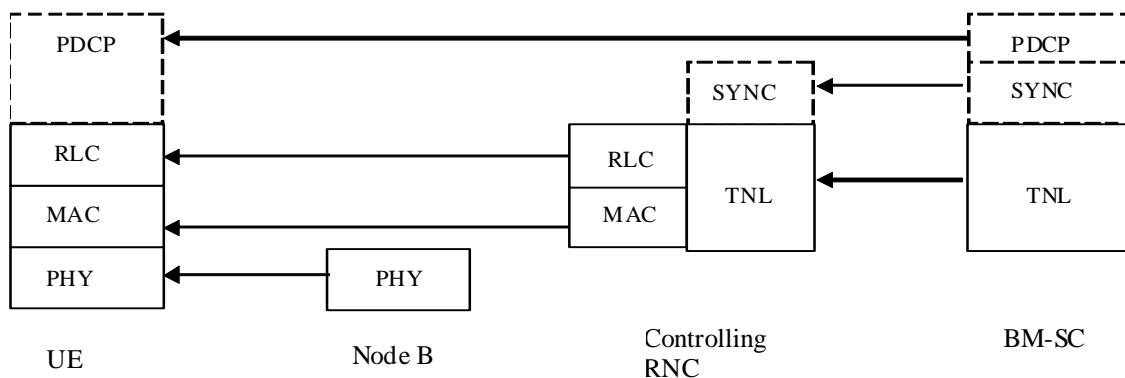 PDCP
PDCP
SYNC
SYNC
RLC
RLC
TNL
TNL
MAC
MAC
PHY
PHY
UE
Node B
Controlling
RNC
BM-SC